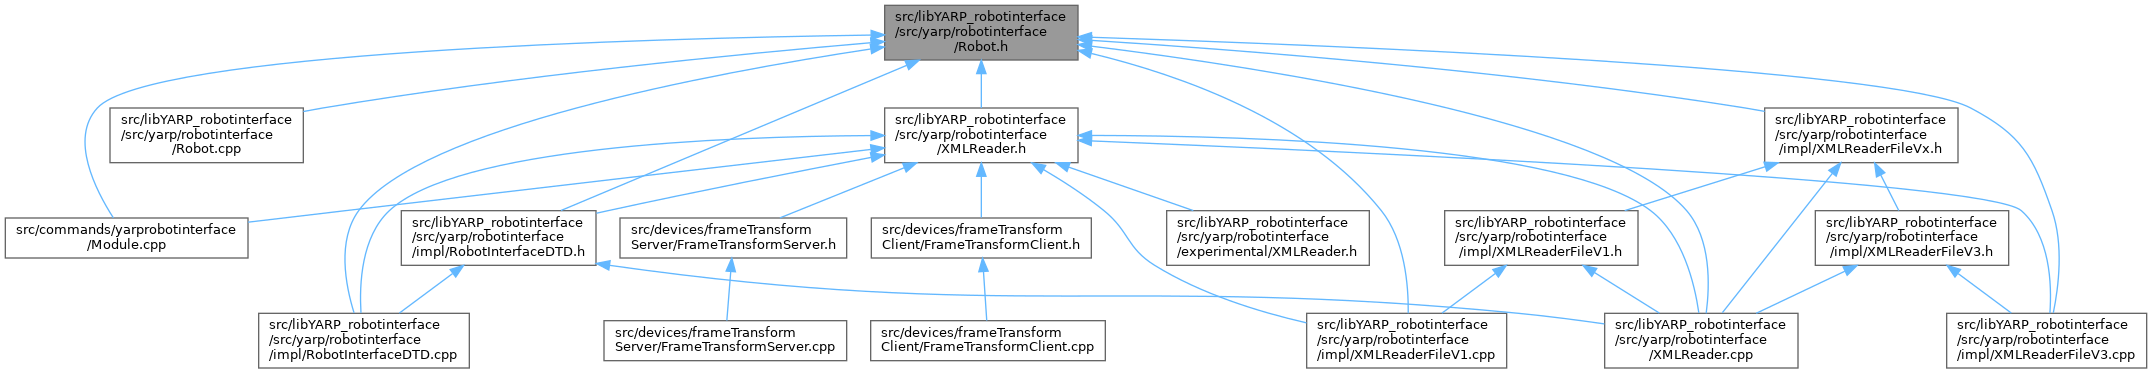 src/libYARP_robotinterface
/src/yarp/robotinterface
/Robot.h
src/libYARP_robotinterface
/src/yarp/robotinterface
/Robot.cpp
src/libYARP_robotinterface
/src/yarp/robotinterface
/XMLReader.h
src/libYARP_robotinterface
/src/yarp/robotinterface
/impl/XMLReaderFileVx.h
src/commands/yarprobotinterface
/Module.cpp
src/libYARP_robotinterface
/src/yarp/robotinterface
/impl/RobotInterfaceDTD.h
src/devices/frameTransform
Server/FrameTransformServer.h
src/devices/frameTransform
Client/FrameTransformClient.h
src/libYARP_robotinterface
/src/yarp/robotinterface
/experimental/XMLReader.h
src/libYARP_robotinterface
/src/yarp/robotinterface
/impl/XMLReaderFileV1.h
src/libYARP_robotinterface
/src/yarp/robotinterface
/impl/XMLReaderFileV3.h
src/libYARP_robotinterface
/src/yarp/robotinterface
/impl/RobotInterfaceDTD.cpp
src/devices/frameTransform
Server/FrameTransformServer.cpp
src/devices/frameTransform
Client/FrameTransformClient.cpp
src/libYARP_robotinterface
/src/yarp/robotinterface
/impl/XMLReaderFileV1.cpp
src/libYARP_robotinterface
/src/yarp/robotinterface
/XMLReader.cpp
src/libYARP_robotinterface
/src/yarp/robotinterface
/impl/XMLReaderFileV3.cpp